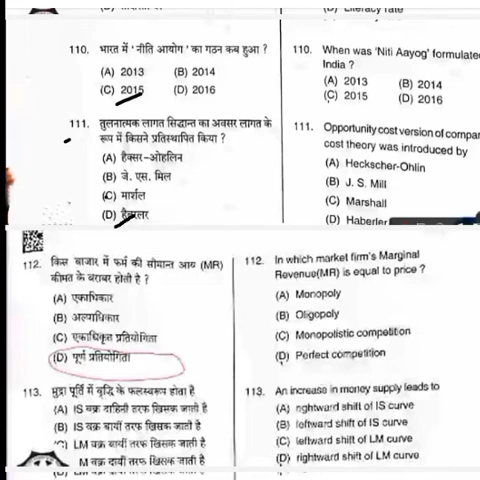 110. भारत में 'नीति आयोग' का गठन कब हुआ ?
(A) 2013 (B) 2014
(C) 2015 (D) 2016
111. तुलनात्मक लागत सिद्धान्त का अवसर लागत के
रूप में किसने प्रतिस्थापित किया ?
(A) हैक्सर-ओहलिन
(B) जे. एस. मिल
(C) मार्शल
(D) हैबरलर
112. किस बाजार में फर्म की सीमान्त आय (MR)
कीमत के बराबर होती है ?
(A) एकाधिकार
(B) अल्पाधिकार
(C) एकाधिकृत प्रतियोगिता
(D) पूर्ण प्रतियोगिता
113. मुद्रा पूर्ति में वृद्धि के फलस्वरूप होता है
(A) IS वक्र दाहिनी तरफ खिसक जाती है
(B) IS वक्र बायीं तरफ खिसक जाती है
LM वक्र बायीं तरफ खिसक जाती है
वक्र दायीं तरफ खिसक जाती है
(D) Literacy rate
110. When was 'Niti Aayog' formulated
India ?
(A) 2013 (B) 2014
(C) 2015 (D) 2016
111. Opportunity cost version of compar
cost theory was introduced by
(A) Heckscher-Ohlin
(B) J. S. Mill
(C) Marshall
(D) Haberler
112. In which market firm's Marginal
Revenue(MR) is equal to price ?
(A) Monopoly
(B) Oligopoly
(C) Monopolistic competition
(D) Perfect competition
113. An increase in money supply leads to
(A) rightward shift of IS curve
(B) leftward shift of IS curve
(C) leftward shift of LM curve
(D) rightward shift of LM curve